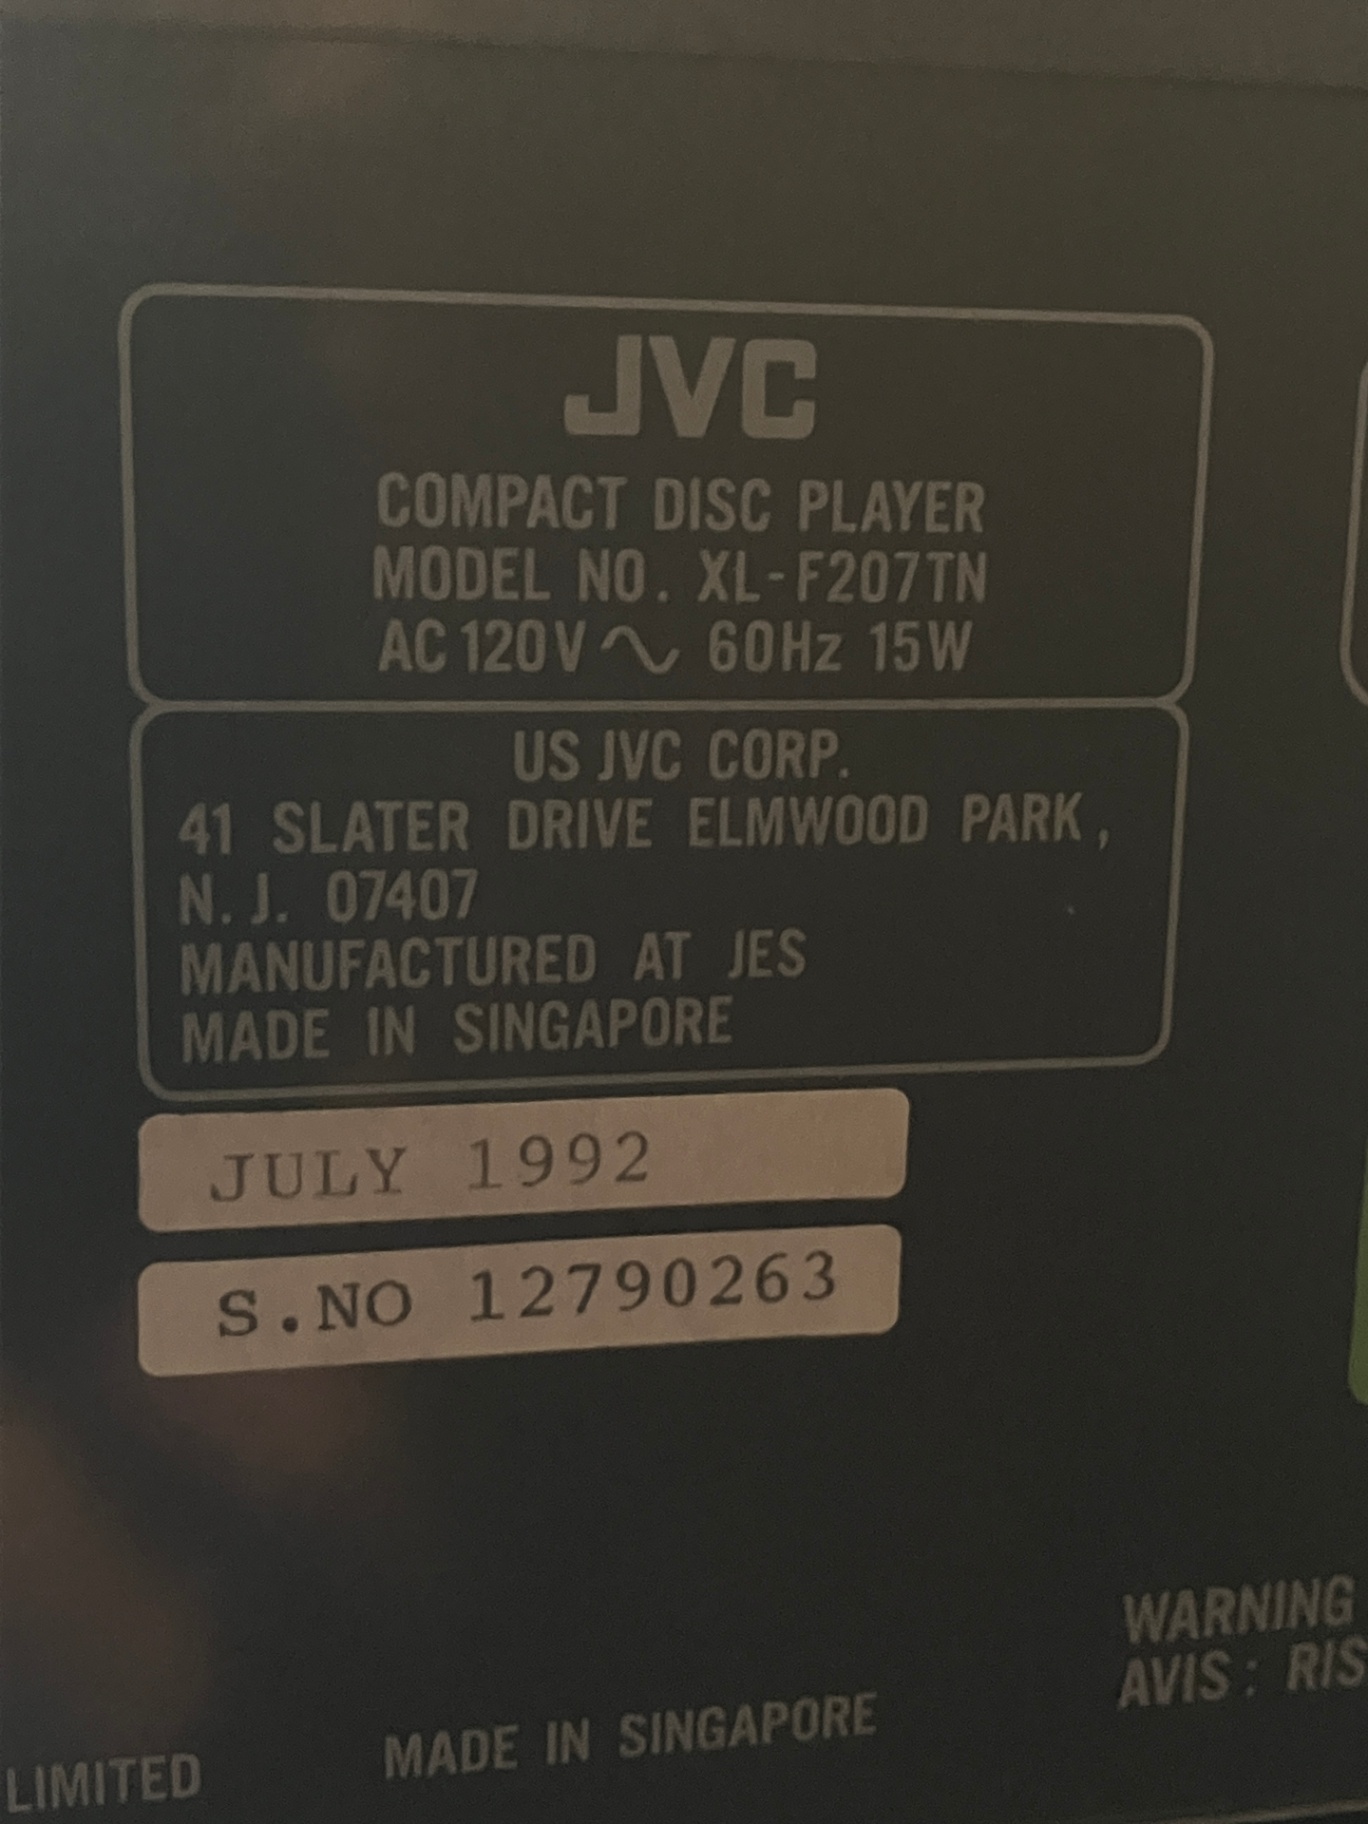 JVC
COMPACT DISC PLAYER
MODEL NO. XL-F207TN
AC 120V ∿ 60Hz 15W
US JVC CORP.
41 SLATER DRIVE ELMWOOD PARK,
N.J. 07407
MANUFACTURED AT JES
MADE IN SINGAPORE
JULY 1992
S.NO 12790263
WARNING
AVIS: RIS
LIMITED MADE IN SINGAPORE